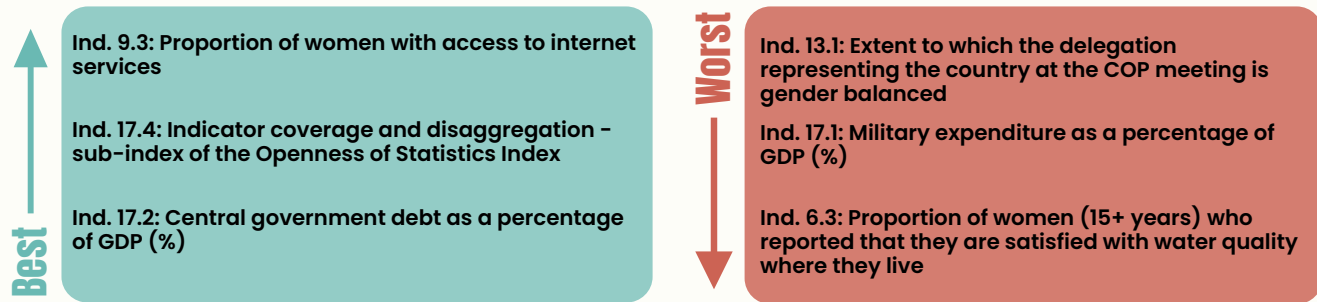 Best
Ind. 9.3: Proportion of women with access to internet
services
Ind. 17.4: Indicator coverage and disaggregation -
sub-index of the Openness of Statistics Index
Ind. 17.2: Central government debt as a percentage
of GDP (%)
Worst
Ind. 13.1: Extent to which the delegation
representing the country at the COP meeting is
gender balanced
Ind. 17.1: Military expenditure as a percentage of
GDP (%)
Ind. 6.3: Proportion of women (15+ years) who
reported that they are satisfied with water quality
where they live